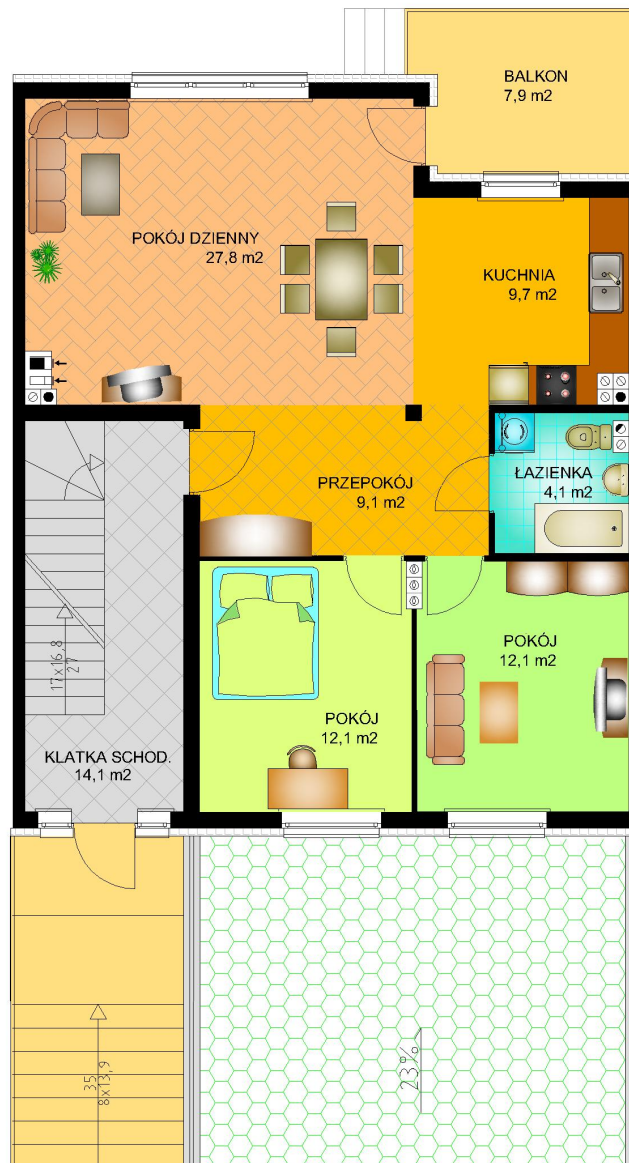 BALKON
7,9 m2
POKÓJ DZIENNY
27,8 m2
KUCHNIA
9,7 m2
PRZEPOKÓJ
9,1 m2
ŁAZIENKA
4,1 m2
POKÓJ
12,1 m2
POKÓJ
12,1 m2
17x16,8
27
KLATKA SCHOD.
14,1 m2
35
8x13,9
23%